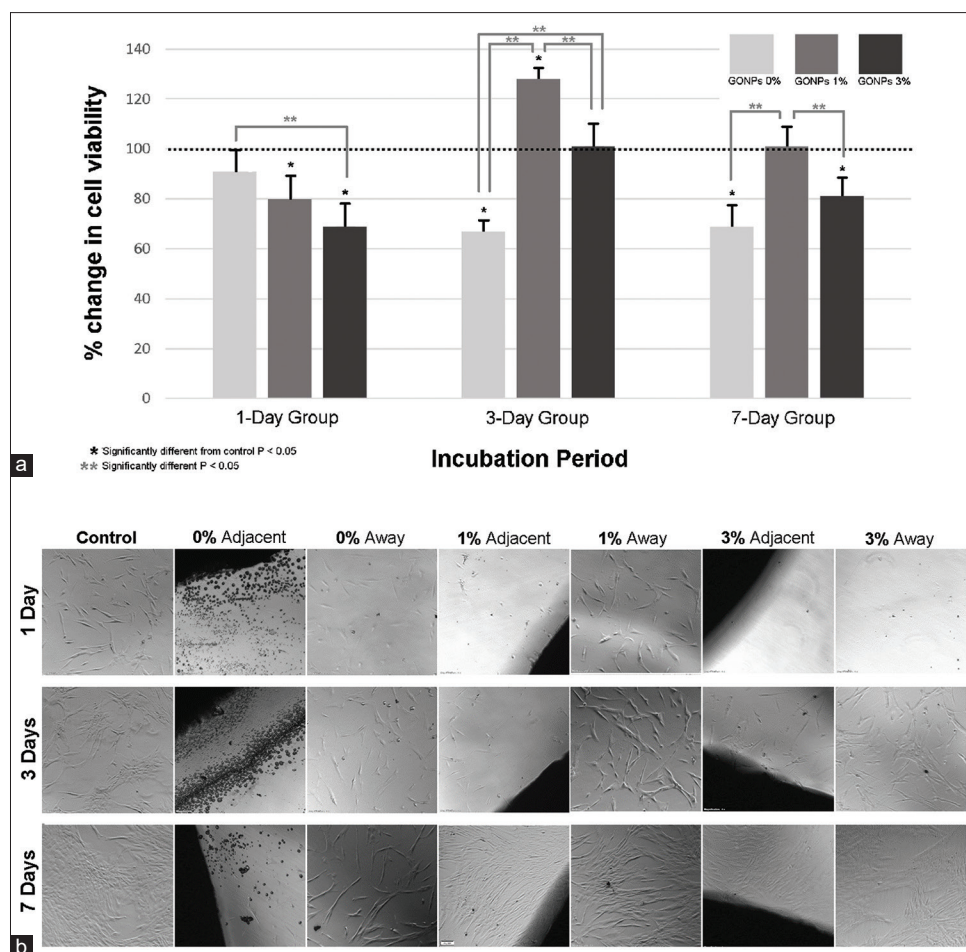 a
% change in cell viability
140
120
100
80
60
40
20
0
**
** **
*
**
* *
*
** **
*
*
GONPs 0% GONPs 1% GONPs 3%
1-Day Group 3-Day Group 7-Day Group
* Significantly different from control P < 0.05
** Significantly different P < 0.05
Incubation Period
b
Control 0% Adjacent 0% Away 1% Adjacent 1% Away 3% Adjacent 3% Away
1 Day
3 Days
7 Days